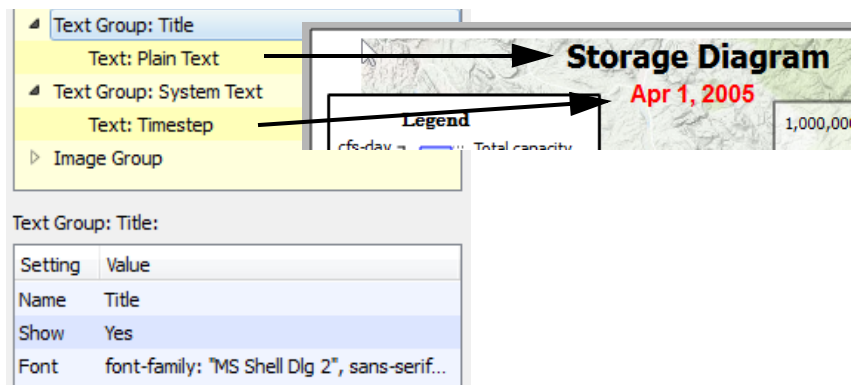 Text Group: Title
Text: Plain Text
Text Group: System Text
Text: Timestep
Image Group
Storage Diagram
Apr 1, 2005
Legend
cfs-day
Total capacity
1,000,000
Text Group: Title:
Setting Value
Name Title
Show Yes
Font font-family: "MS Shell Dlg 2", sans-serif...